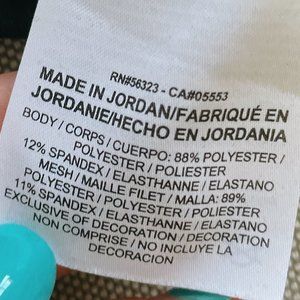 RN#56323 - CA#05553
MADE IN JORDAN/FABRIQUÉ EN
JORDANIE/HECHO EN JORDANIA
BODY / CORPS / CUERPO: 88% POLYESTER /
POLYESTER / POLIESTER
12% SPANDEX / ELASTHANNE / ELASTANO
MESH / MAILLE FILET / MALLA: 89%
POLYESTER / POLYESTER / POLIESTER
11% SPANDEX / ELASTHANNE / ELASTANO
EXCLUSIVE OF DECORATION / DECORATION
NON COMPRISE / NO INCLUYE LA
DECORACION